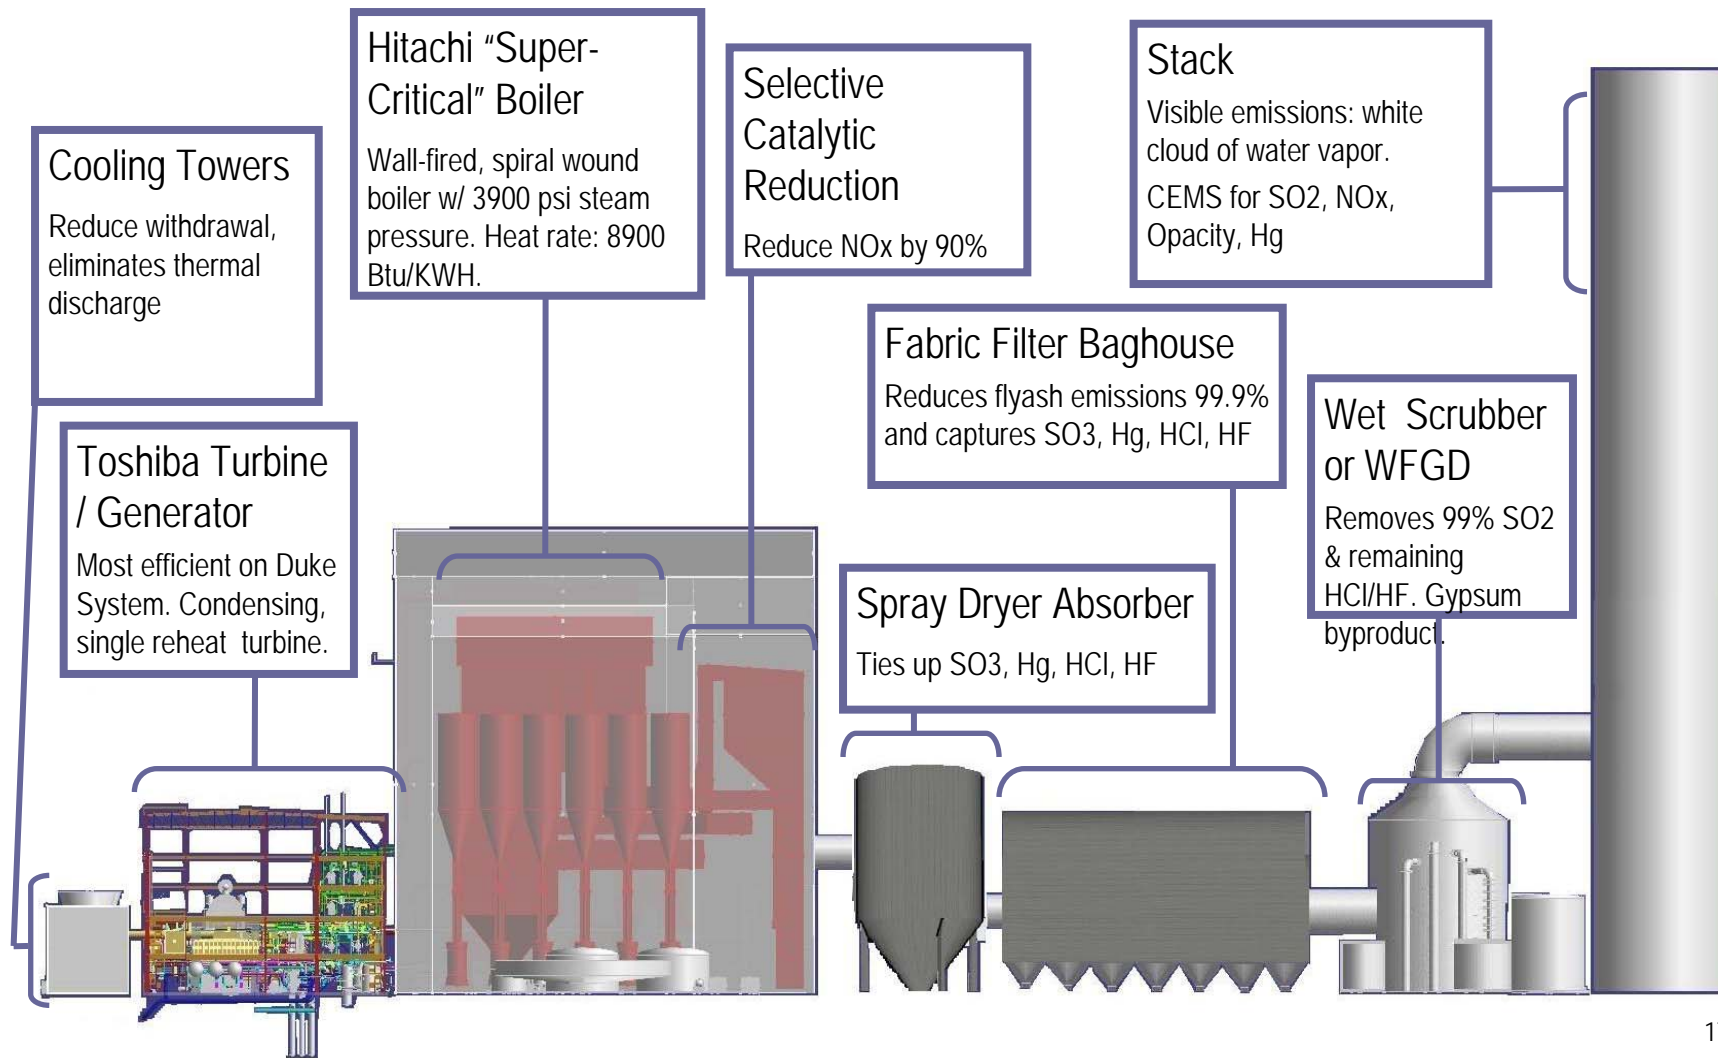 Cooling Towers
Reduce withdrawal,
eliminates thermal
discharge
Hitachi “Super-
Critical” Boiler
Wall-fired, spiral wound
boiler w/ 3900 psi steam
pressure. Heat rate: 8900
Btu/KWH.
Selective
Catalytic
Reduction
Reduce NOx by 90%
Stack
Visible emissions: white
cloud of water vapor.
CEMS for SO2, NOx,
Opacity, Hg
Toshiba Turbine
/ Generator
Most efficient on Duke
System. Condensing,
single reheat turbine.
Fabric Filter Baghouse
Reduces flyash emissions 99.9%
and captures SO3, Hg, HCl, HF
Spray Dryer Absorber
Ties up SO3, Hg, HCl, HF
Wet Scrubber
or WFGD
Removes 99% SO2
& remaining
HCl/HF. Gypsum
byproduct.